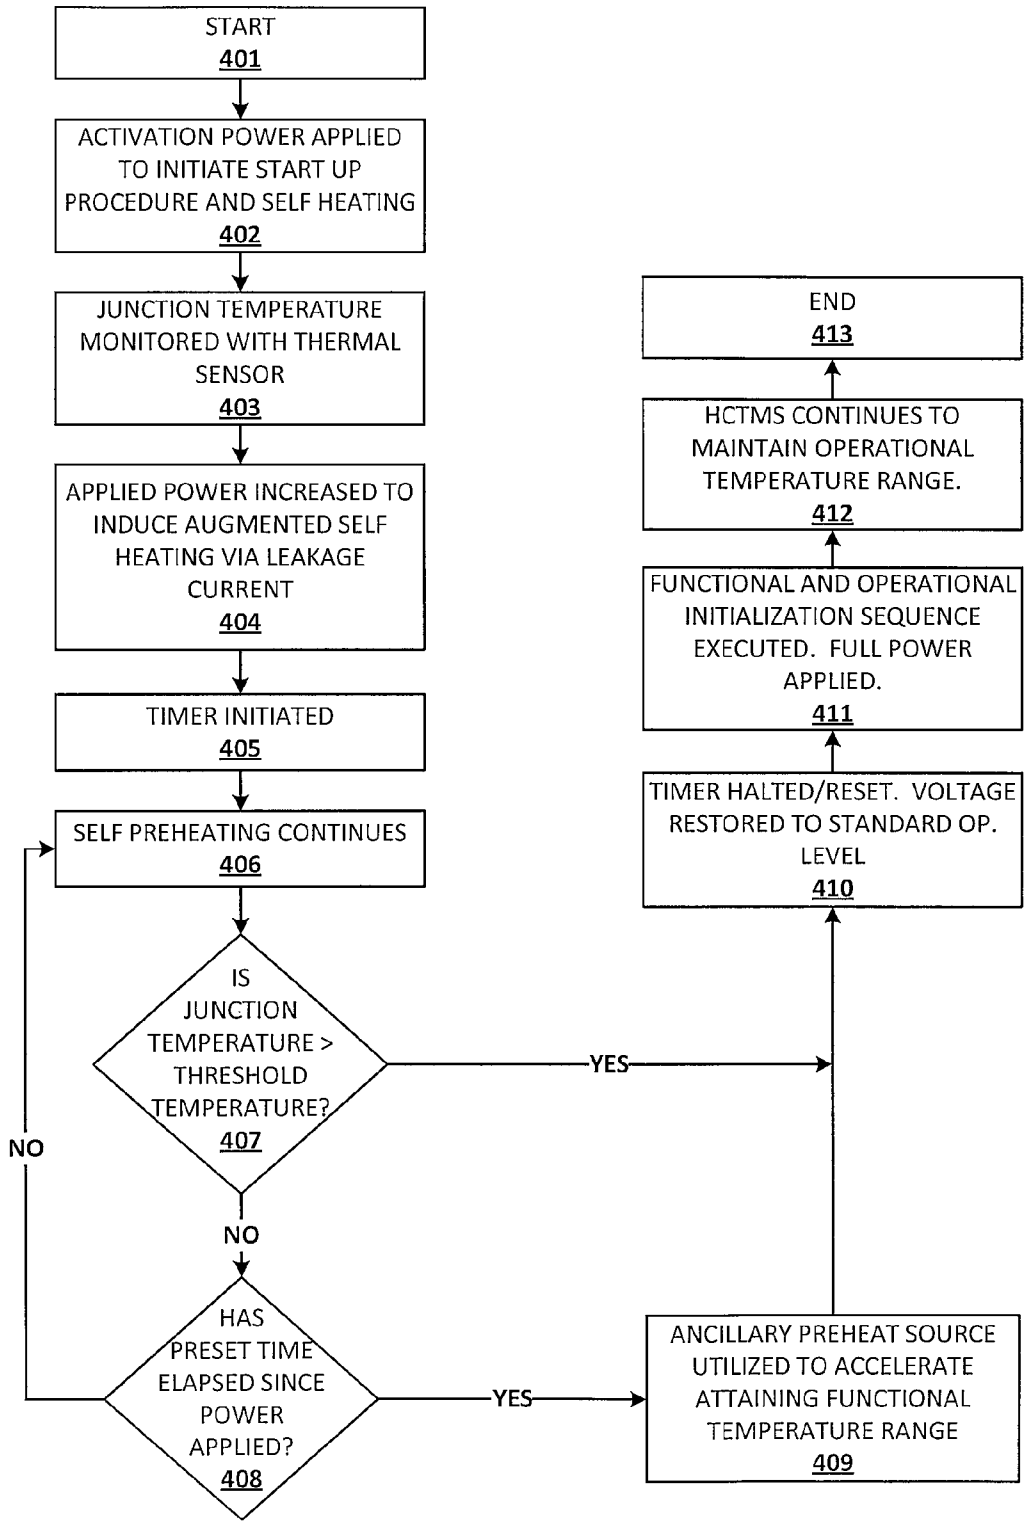 START
401
ACTIVATION POWER APPLIED
TO INITIATE START UP
PROCEDURE AND SELF HEATING
402
JUNCTION TEMPERATURE
MONITORED WITH THERMAL
SENSOR
403
APPLIED POWER INCREASED TO
INDUCE AUGMENTED SELF
HEATING VIA LEAKAGE
CURRENT
404
TIMER INITIATED
405
SELF PREHEATING CONTINUES
406
IS
JUNCTION
TEMPERATURE >
THRESHOLD
TEMPERATURE?
407
YES
NO
NO
HAS
PRESET TIME
ELAPSED SINCE
POWER
APPLIED?
408
YES
ANCILLARY PREHEAT SOURCE
UTILIZED TO ACCELERATE
ATTAINING FUNCTIONAL
TEMPERATURE RANGE
409
TIMER HALTED/RESET. VOLTAGE
RESTORED TO STANDARD OP.
LEVEL
410
FUNCTIONAL AND OPERATIONAL
INITIALIZATION SEQUENCE
EXECUTED. FULL POWER
APPLIED.
411
HCTMS CONTINUES TO
MAINTAIN OPERATIONAL
TEMPERATURE RANGE.
412
END
413